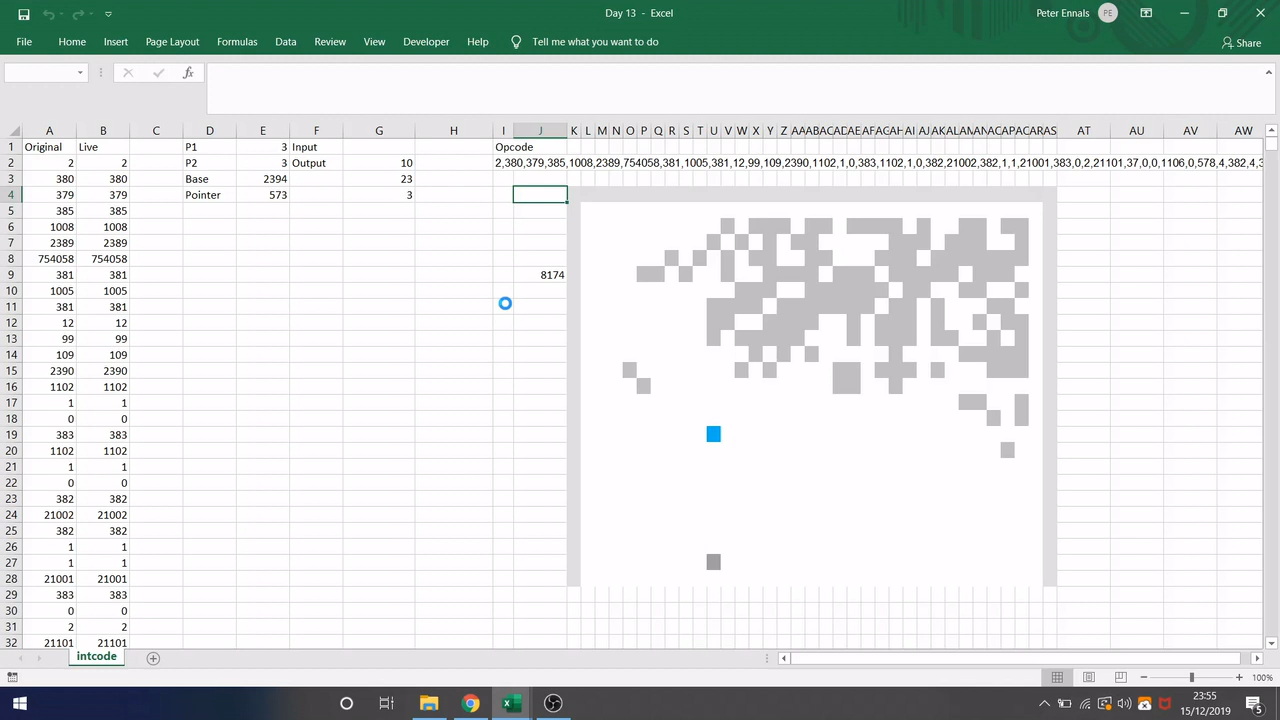 Day 13 - Excel
Peter Ennals PE
File Home Insert Page Layout Formulas Data Review View Developer Help Tell me what you want to do Share
fx
A B C D E F G H I J K L M N O P Q R S T U V W X Y Z AT AU AV AW
1 Original Live P1 3 Input Opcode
2 2 2 P2 3 Output 10 2,380,379,385,1008,2389,754058,381,1005,381,12,99,109,2390,1102,1,0,383,1102,1,0,382,21002,382,1,1,21001,383,0,2,21101,37,0,0,1106,0,578,4,382,4,3
3 380 380 Base 2394 23
4 379 379 Pointer 573 3
5 385 385
6 1008 1008
7 2389 2389
8 754058 754058
9 381 381 8174
10 1005 1005
11 381 381
12 12 12
13 99 99
14 109 109
15 2390 2390
16 1102 1102
17 1 1
18 0 0
19 383 383
20 1102 1102
21 1 1
22 0 0
23 382 382
24 21002 21002
25 382 382
26 1 1
27 1 1
28 21001 21001
29 383 383
30 0 0
31 2 2
32 21101 21101
intcode
100%
23:55
15/12/2019
5